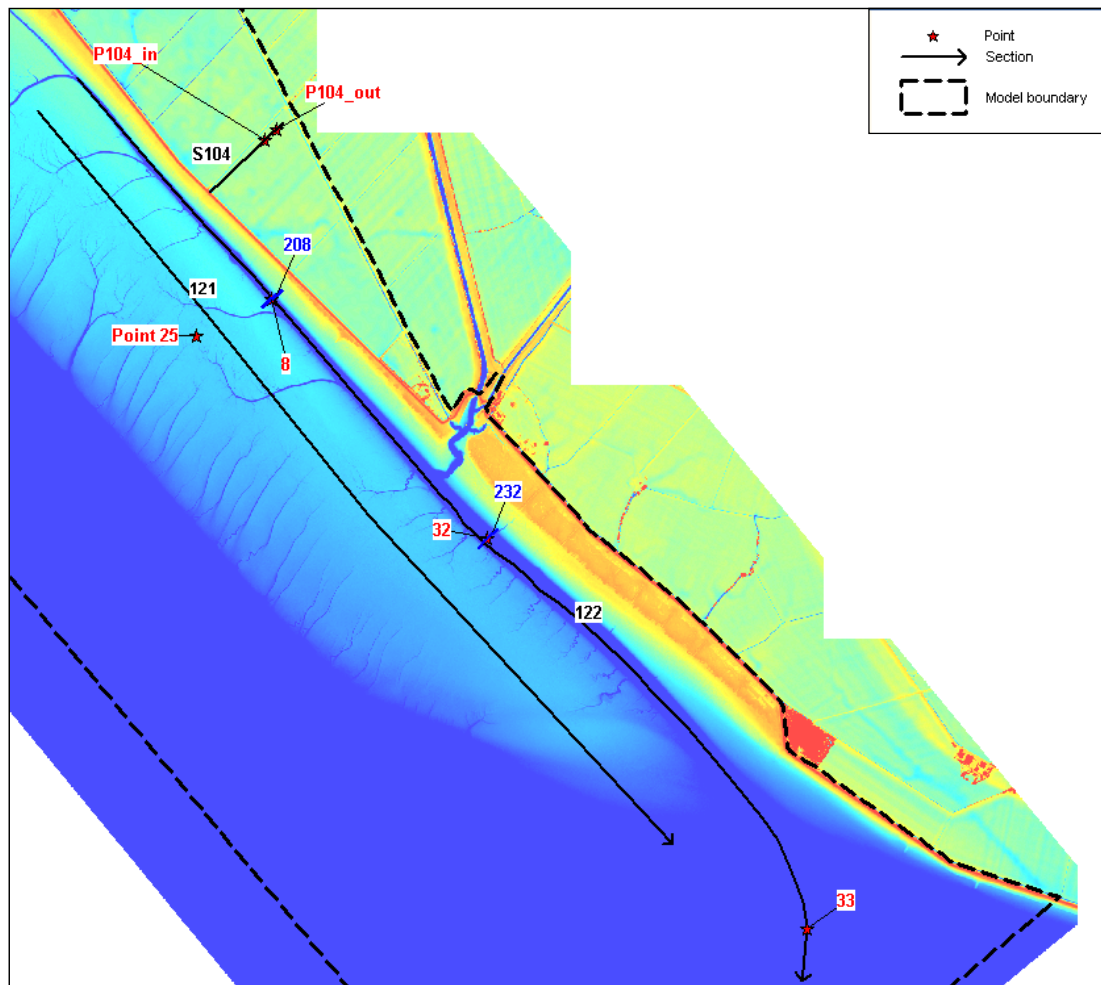 P104_in
P104_out
Point
Section
Model boundary
S104
208
121
Point 25
8
232
32
122
33